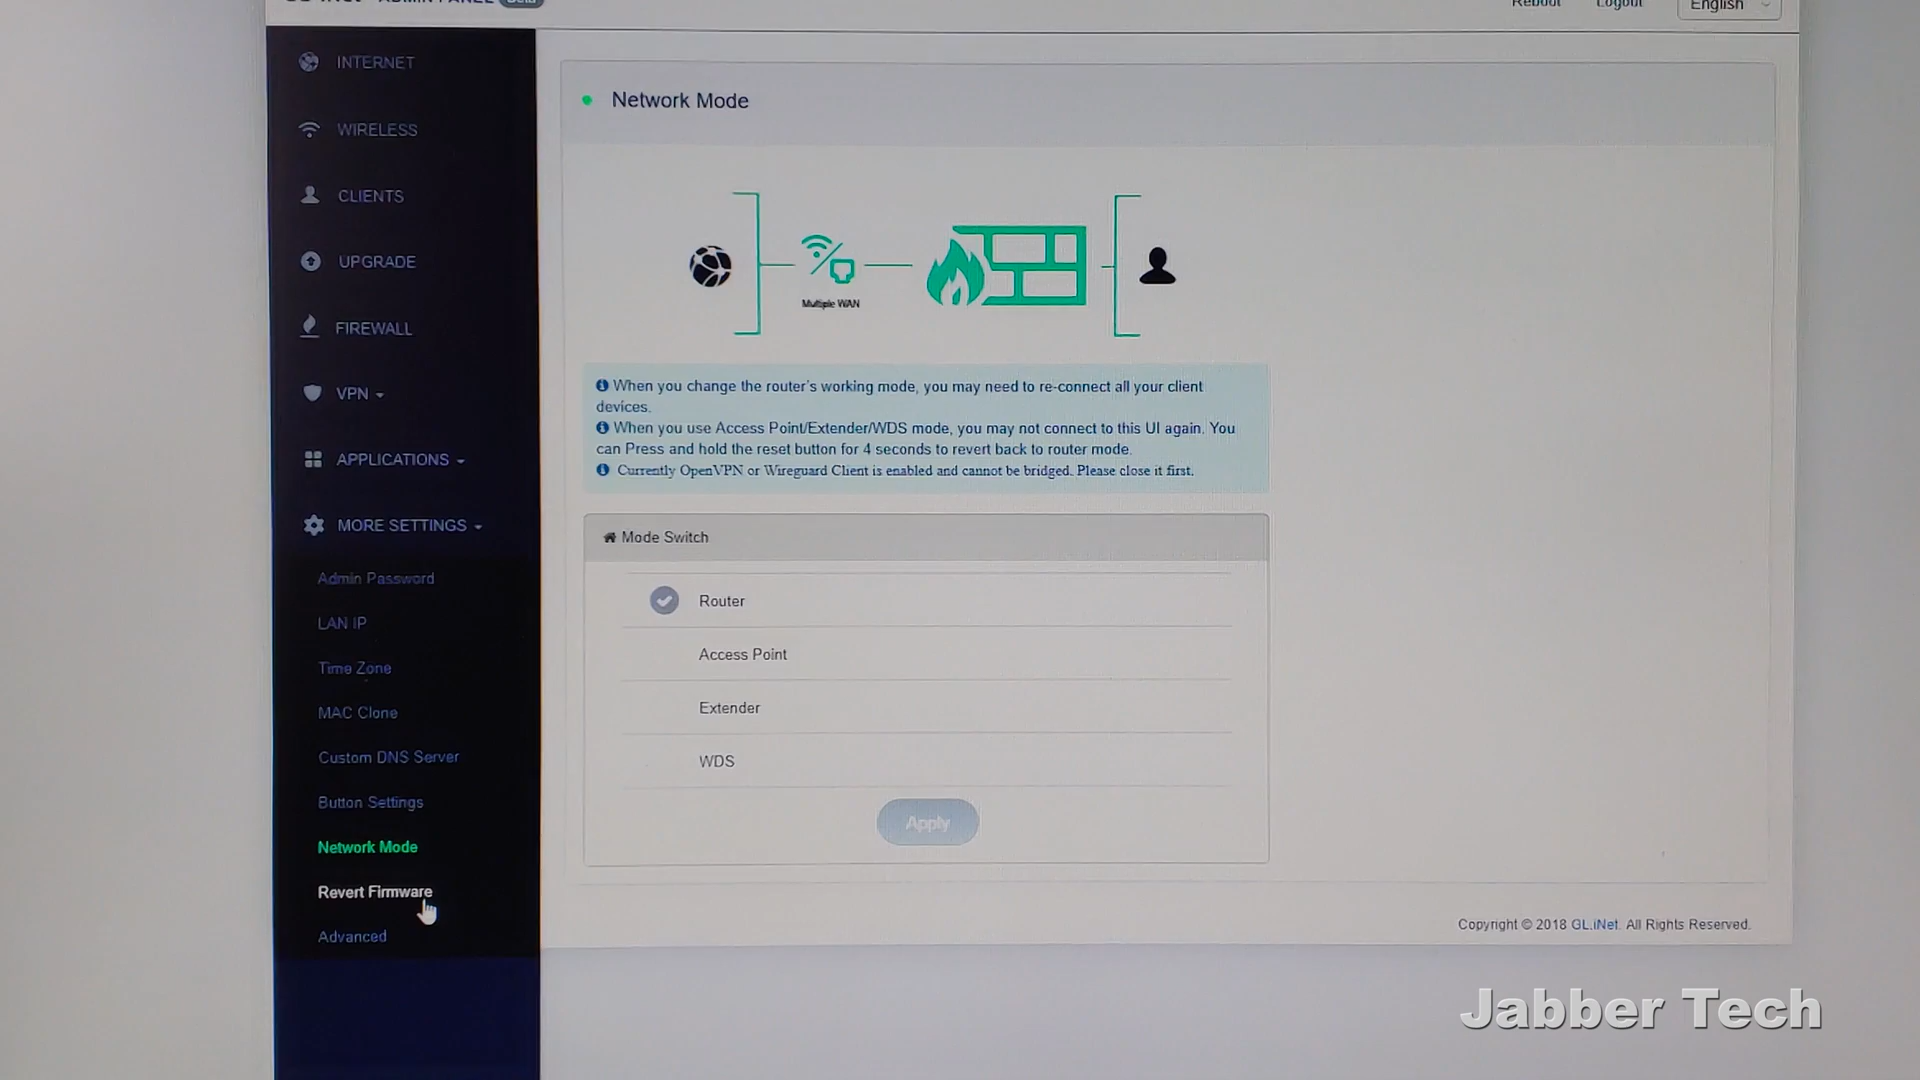 ADMIN PANEL Beta
Reboot
Logout
English
INTERNET
WIRELESS
CLIENTS
UPGRADE
FIREWALL
VPN
APPLICATIONS
MORE SETTINGS
Admin Password
LAN IP
Time Zone
MAC Clone
Custom DNS Server
Button Settings
Network Mode
Revert Firmware
Advanced
Network Mode
Multiple WAN
When you change the router's working mode, you may need to re-connect all your client
devices.
When you use Access Point/Extender/WDS mode, you may not connect to this UI again. You
can Press and hold the reset button for 4 seconds to revert back to router mode.
Currently OpenVPN or Wireguard Client is enabled and cannot be bridged. Please close it first.
Mode Switch
Router
Access Point
Extender
WDS
Apply
Copyright © 2018 GL.iNet. All Rights Reserved.
Jabber Tech